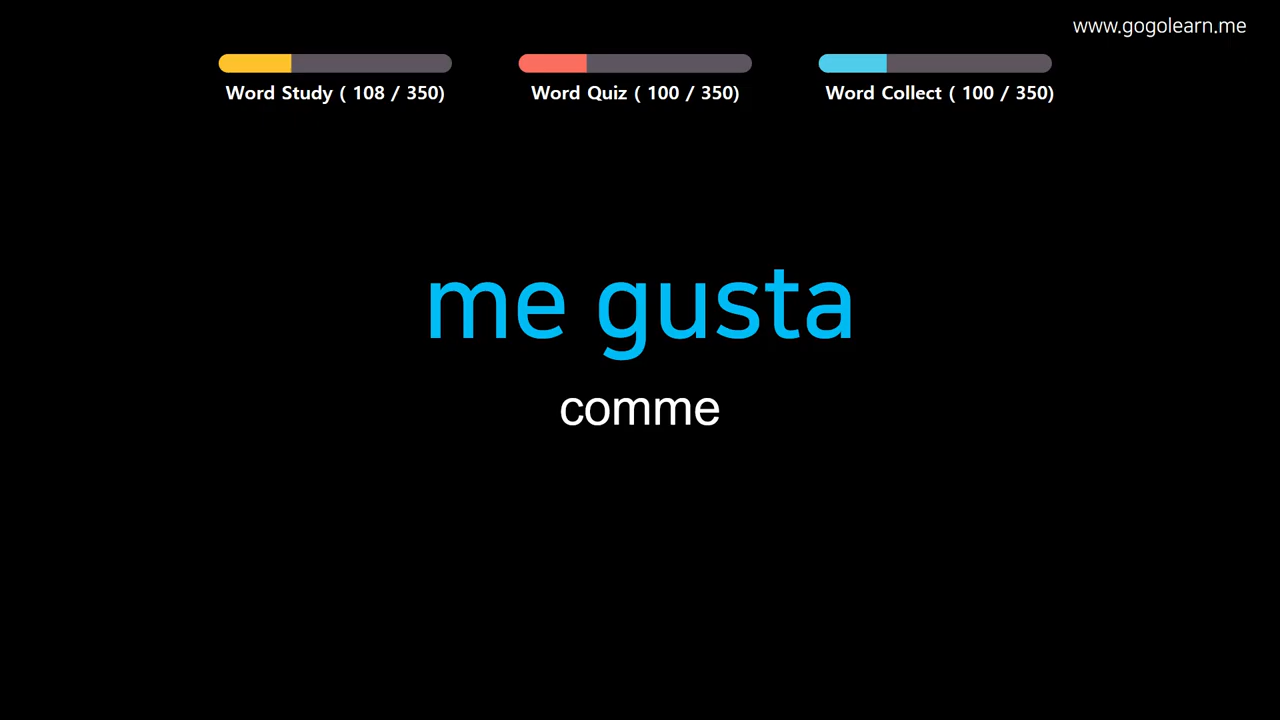 www.gogolearn.me
Word Study ( 108 / 350)
Word Quiz ( 100 / 350)
Word Collect ( 100 / 350)
me gusta
comme